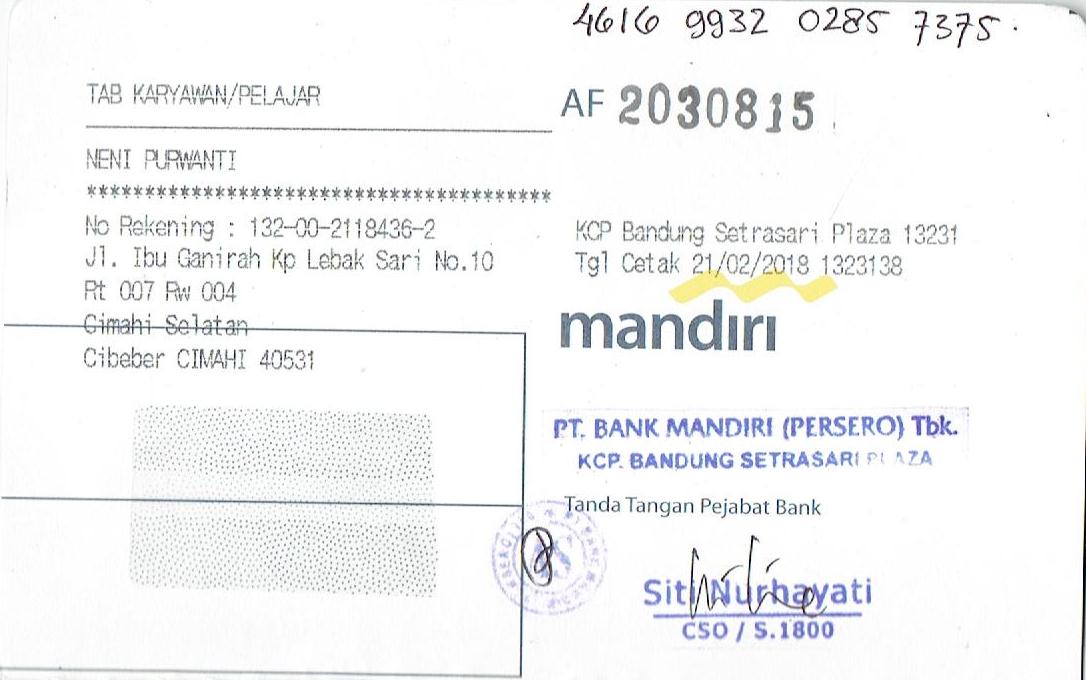 4616 9932 0285 7375.
TAB KARYAWAN/PELAJAR
AF 2030815
NENI PURWANTI
****************************************
No Rekening : 132-00-2118436-2
Jl. Ibu Ganirah Kp Lebak Sari No.10
Rt 007 Rw 004
Cimahi Selatan
Cibeber CIMAHI 40531
KCP Bandung Setrasari Plaza 13231
Tgl Cetak 21/02/2018 1323138
mandiri
PT. BANK MANDIRI (PERSERO) Tbk.
KCP. BANDUNG SETRASARI PLAZA
Tanda Tangan Pejabat Bank
Siti Nurhayati
CSO / S.1800